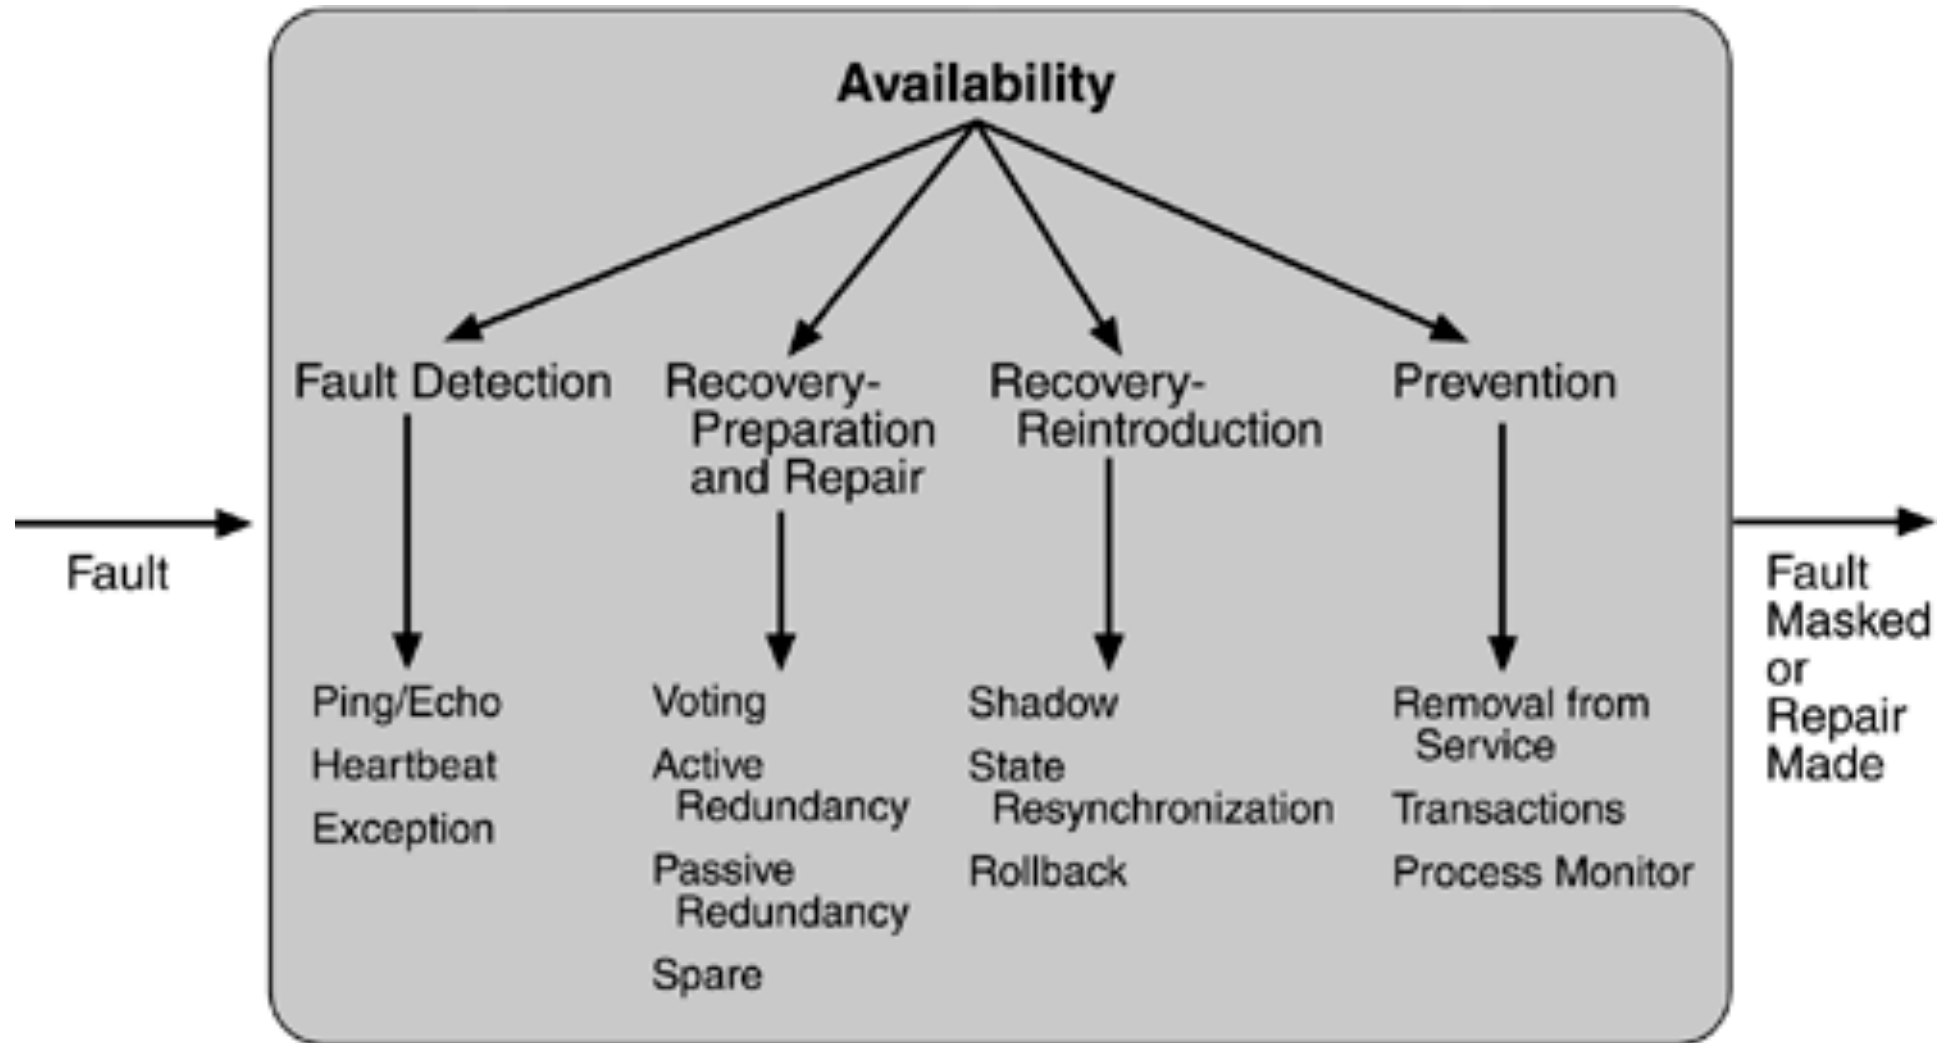 Availability
Fault Detection
Recovery-
Preparation
and Repair
Recovery-
Reintroduction
Prevention
Fault
Ping/Echo
Heartbeat
Exception
Voting
Active
Redundancy
Passive
Redundancy
Spare
Shadow
State
Resynchronization
Rollback
Removal from
Service
Transactions
Process Monitor
Fault
Masked
or
Repair
Made